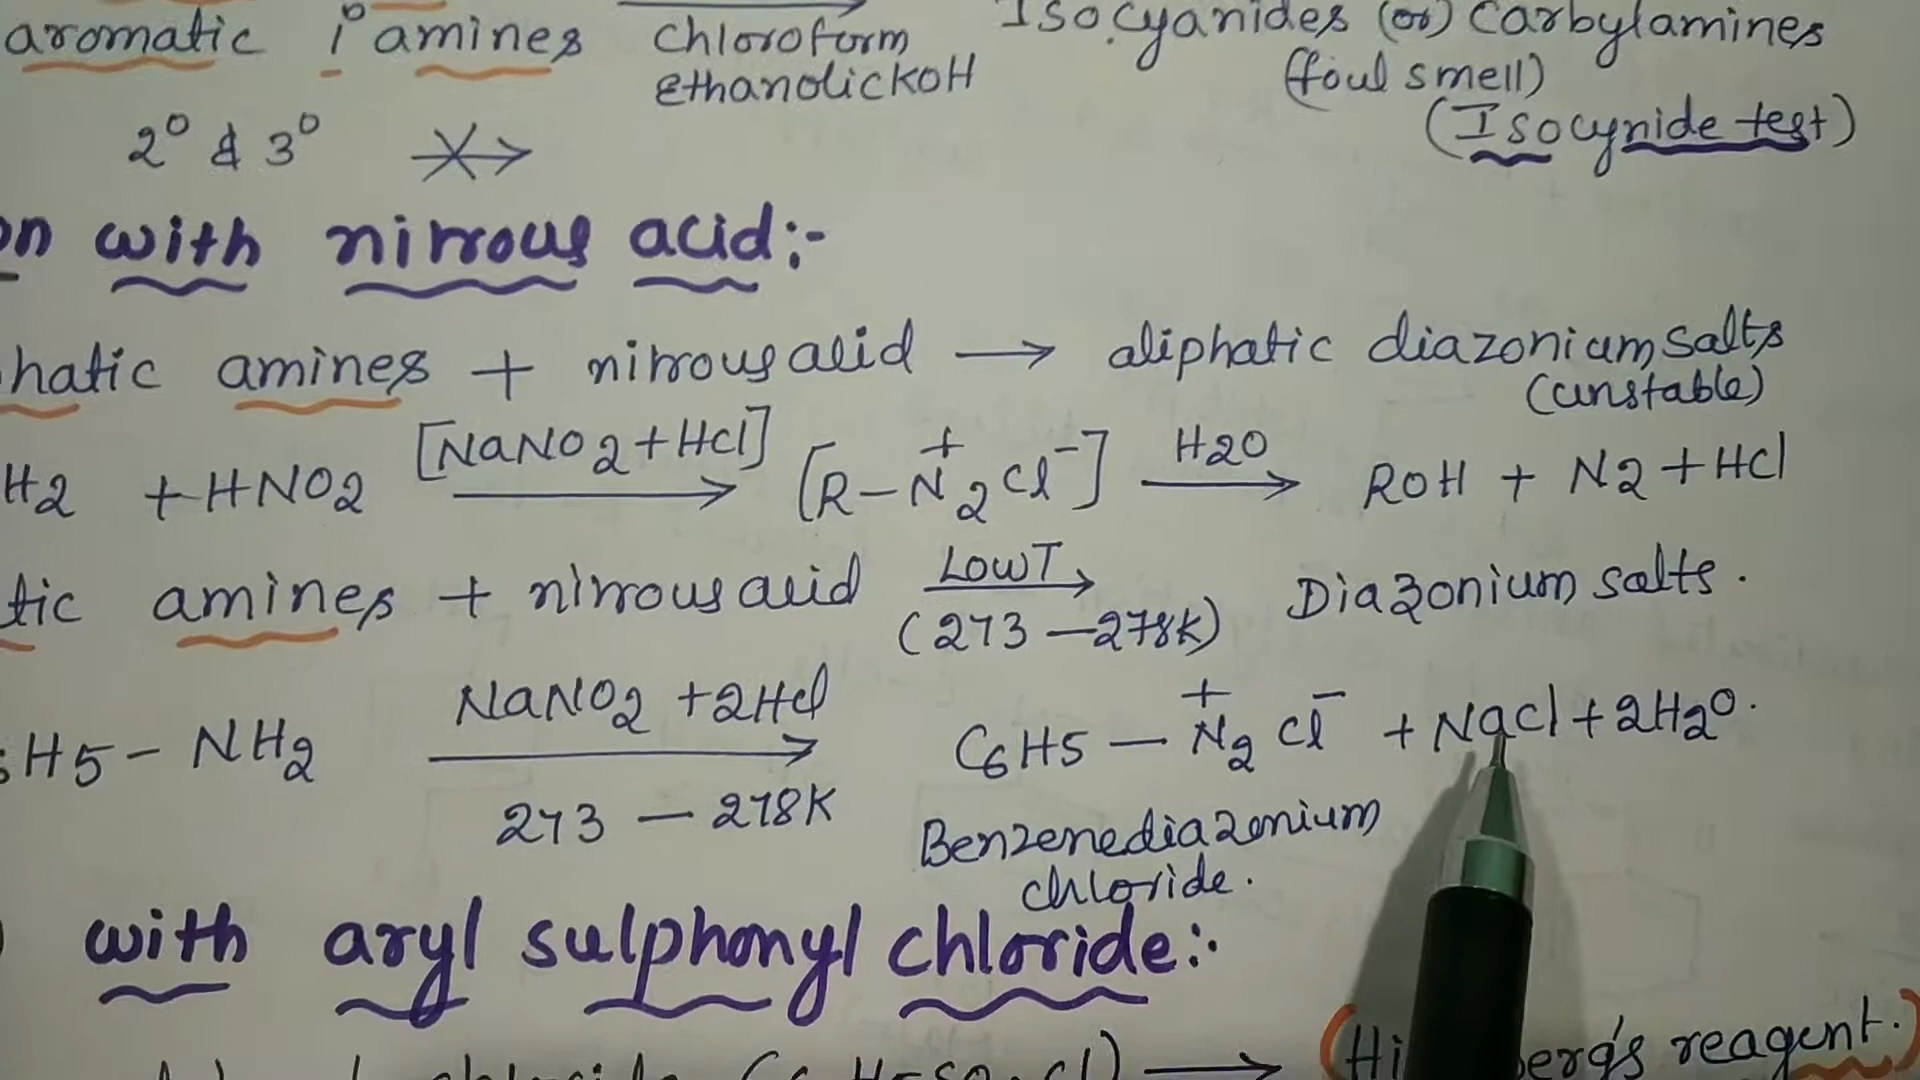 aromatic 1° amines chloroform Isocyanides (or) carbylamines
ethanolic KOH (foul smell)
2° & 3° (Isocynide test)
with nitrous acid:-
hatic amines + nitrous acid → aliphatic diazonium salts
(unstable)
H2 + HNO2 [NaNO2+HCl] → [R-N2+ Cl-] H2O → ROH + N2 + HCl
tic amines + nitrous acid Low T → Diazonium salts.
(273 — 278K)
H5 - NH2 NaNO2 + 2HCl → C6H5 — N2+ Cl- + NaCl + 2H2O.
273 — 278K Benzenediazonium
chloride.
with aryl sulphonyl chloride:-
reagent.)